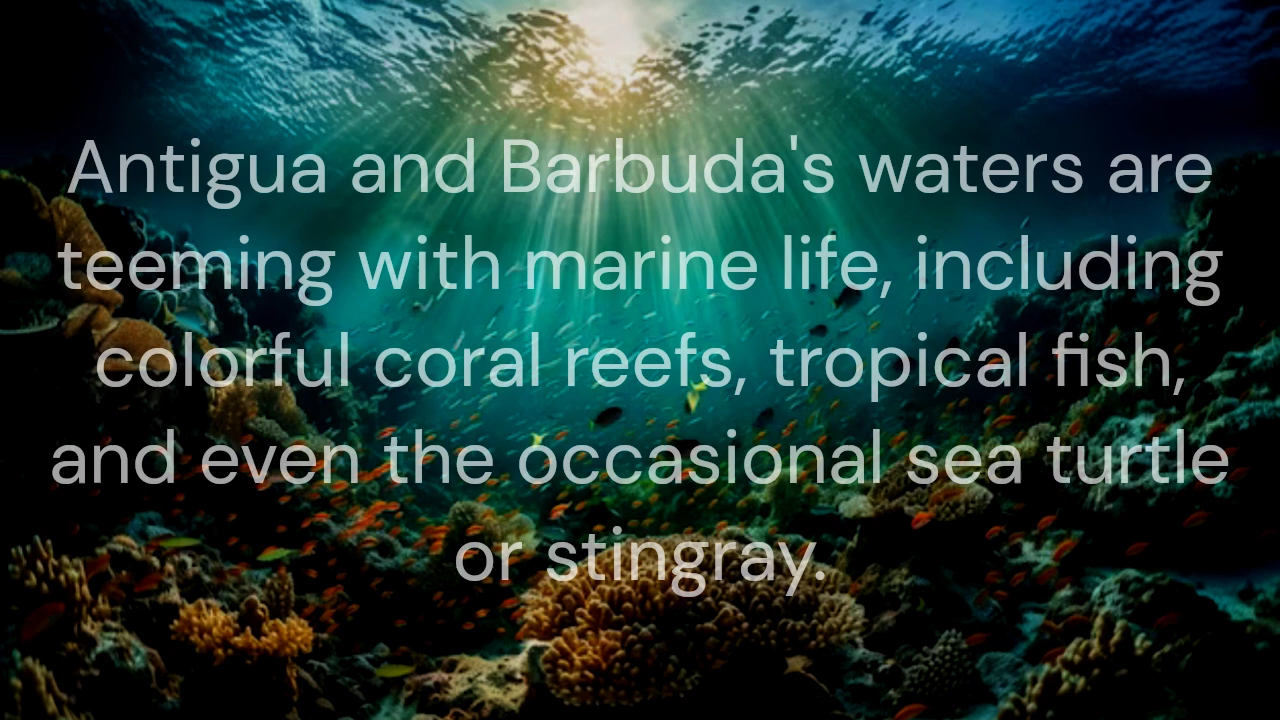 Antigua and Barbuda's waters are
teeming with marine life, including
colorful coral reefs, tropical fish,
and even the occasional sea turtle
or stingray.